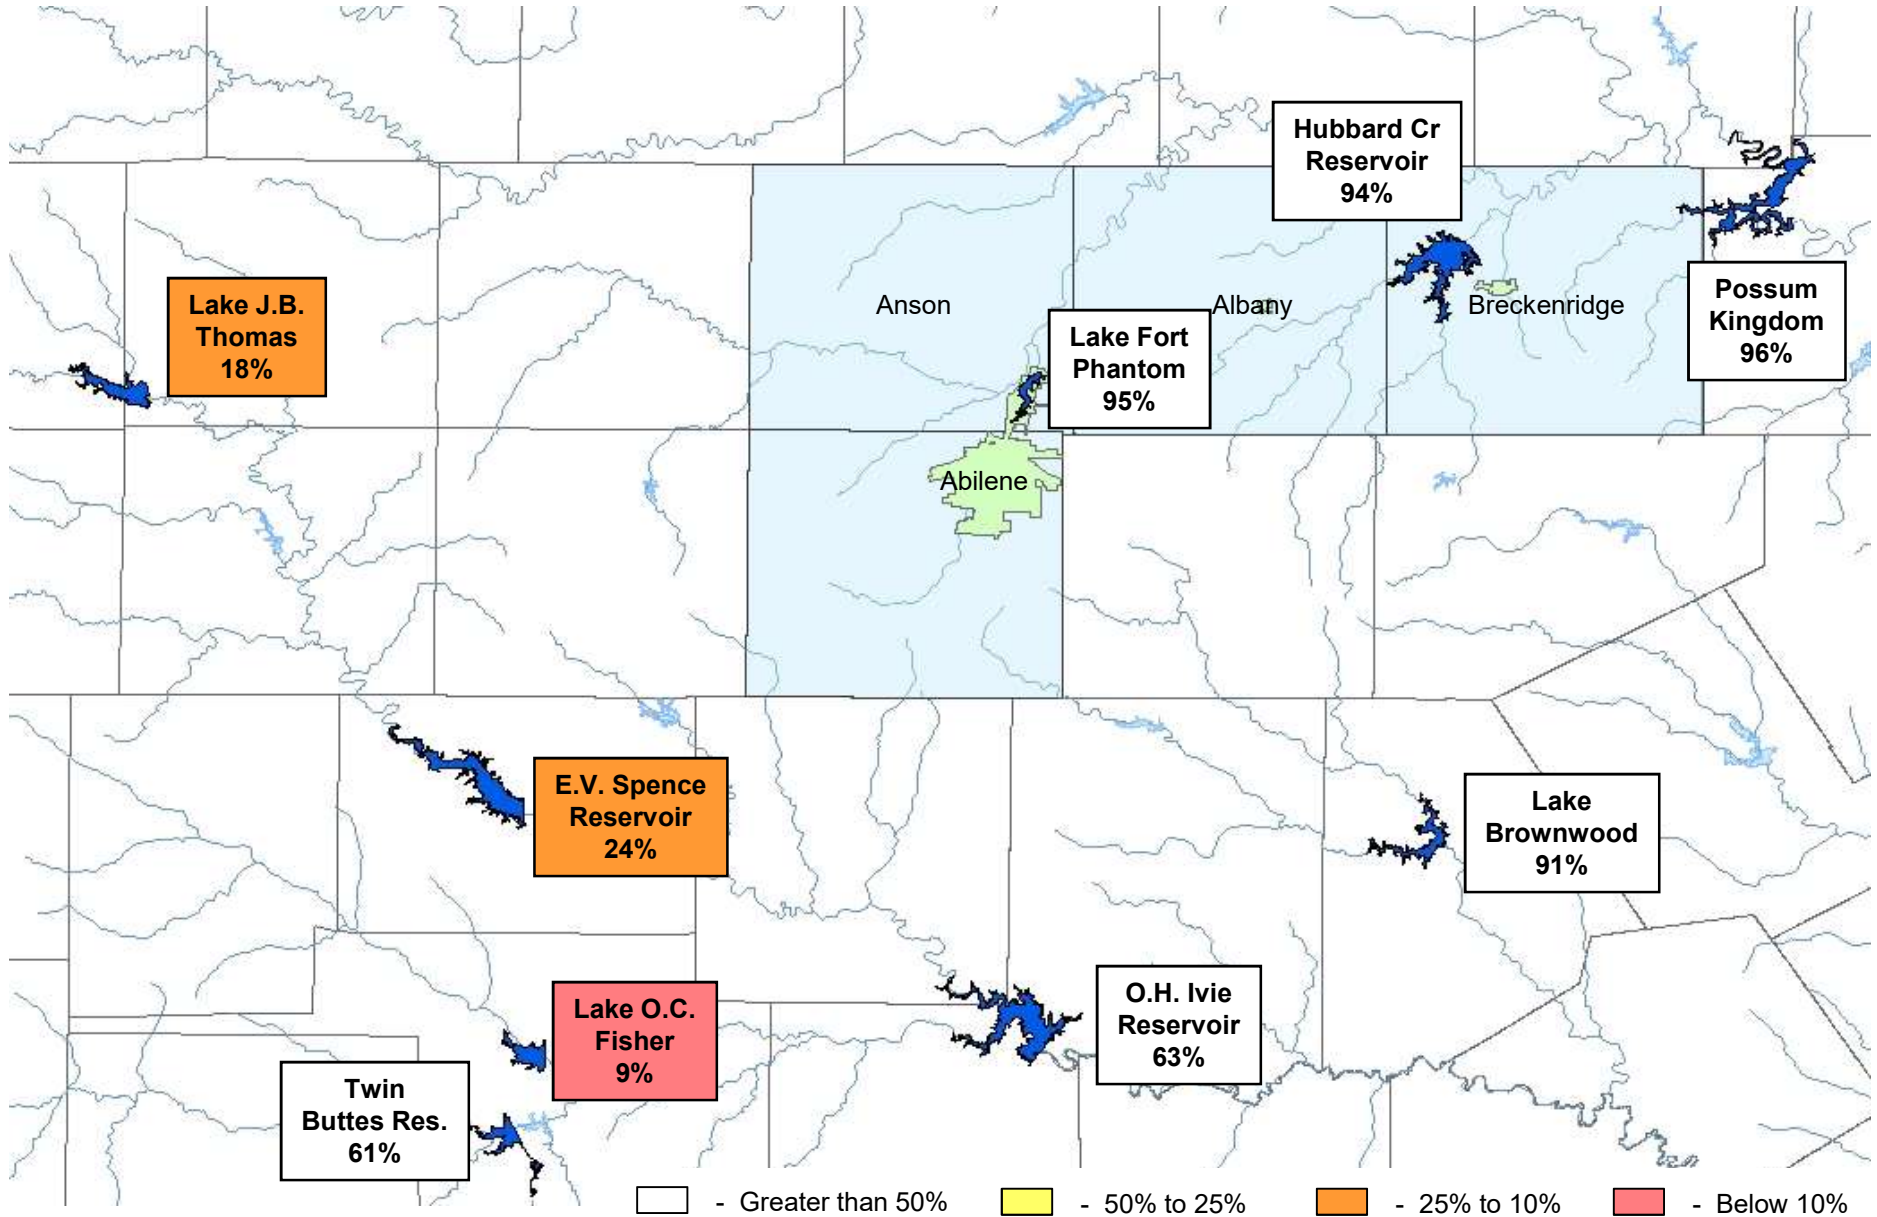 Hubbard Cr
Reservoir
94%
Lake J.B.
Thomas
18%
Anson
Albany
Breckenridge
Possum
Kingdom
96%
Lake Fort
Phantom
95%
Abilene
E.V. Spence
Reservoir
24%
Lake
Brownwood
91%
Lake O.C.
Fisher
9%
O.H. Ivie
Reservoir
63%
Twin
Buttes Res.
61%
- Greater than 50%
- 50% to 25%
- 25% to 10%
- Below 10%